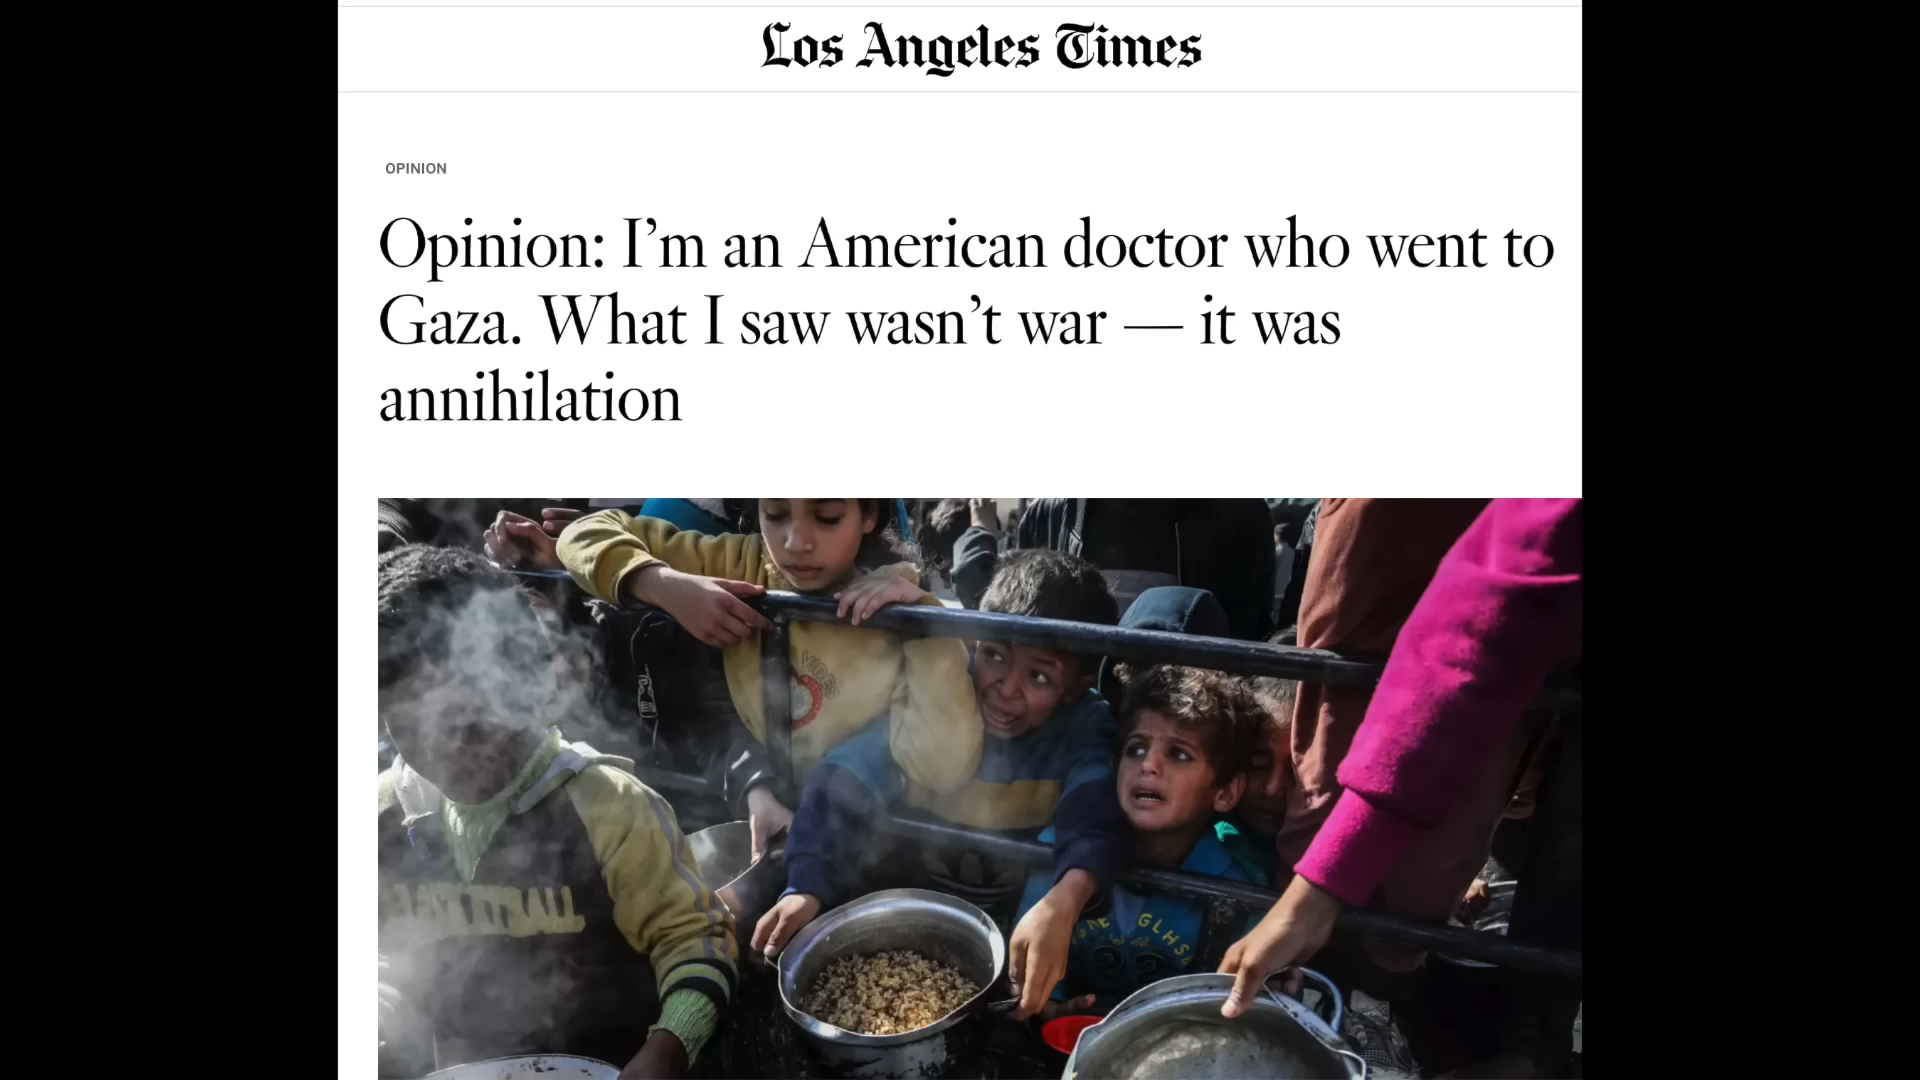 Los Angeles Times
OPINION
Opinion: I’m an American doctor who went to
Gaza. What I saw wasn’t war — it was
annihilation